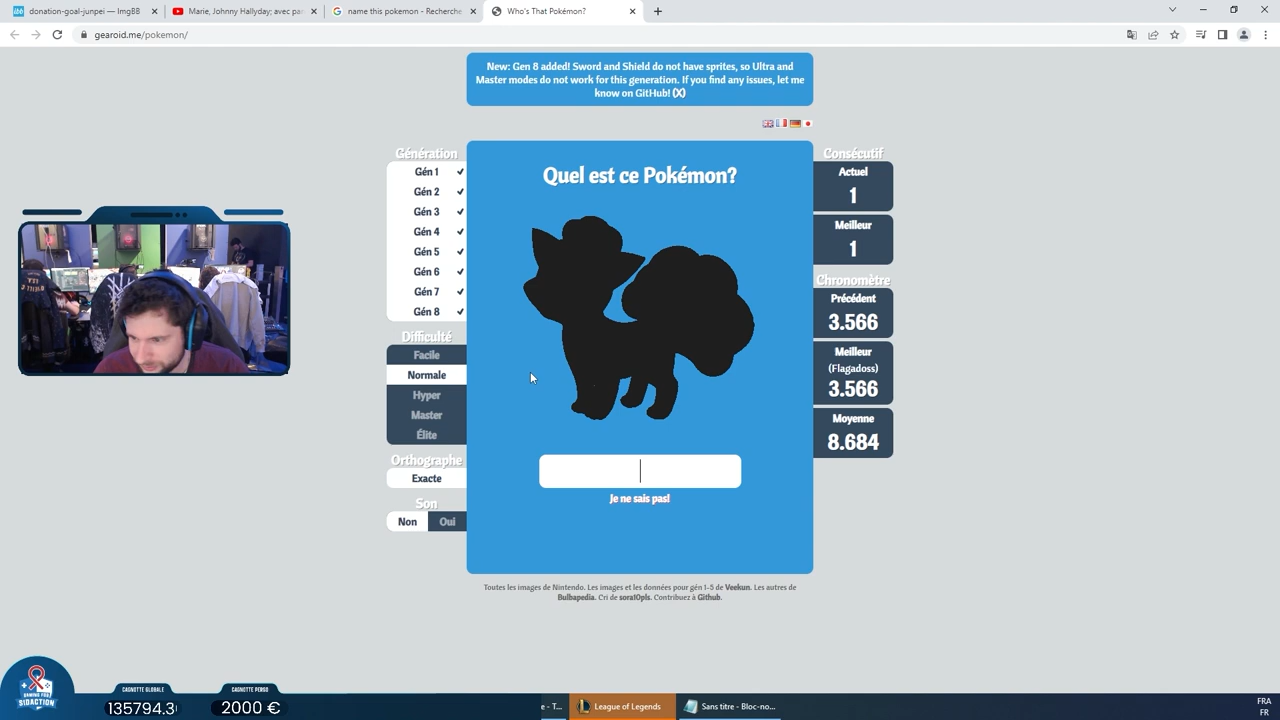 donation-goal-junpei — ImgBB
Marie, Johnny Hallyday; avec par
name this pokemon - Recherche
Who's That Pokémon?
gearoid.me/pokemon/
New: Gen 8 added! Sword and Shield do not have sprites, so Ultra and
Master modes do not work for this generation. If you find any issues, let me
know on GitHub! (X)
Génération
Gén 1
Gén 2
Gén 3
Gén 4
Gén 5
Gén 6
Gén 7
Gén 8
Difficulté
Facile
Normale
Hyper
Master
Élite
Orthographe
Exacte
Son
Non Oui
Quel est ce Pokémon?
Je ne sais pas!
Consécutif
Actuel
1
Meilleur
1
Chronomètre
Précédent
3.566
Meilleur
(Flagadoss)
3.566
Moyenne
8.684
Toutes les images de Nintendo. Les images et les données pour gén 1-5 de Veekun. Les autres de
Bulbapedia. Cri de sora10pls. Contribuez à Github.
GAMING FOR
SIDACTION
CAGNOTTE GLOBALE
135794.3
CAGNOTTE PERSO
2000 €
e - T...
League of Legends
Sans titre - Bloc-no...
FRA
FR